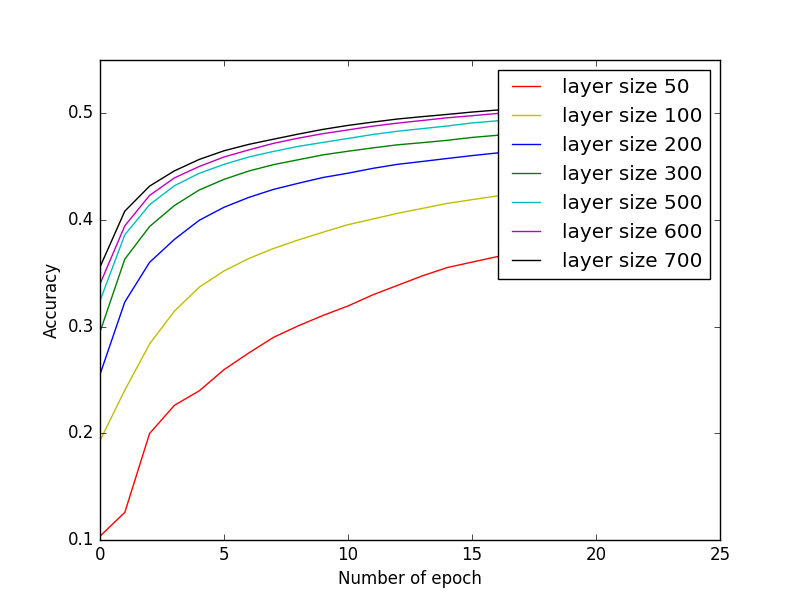 0.5
0.4
0.3
0.2
0.1
Accuracy
0
5
10
15
20
25
Number of epoch
layer size 50
layer size 100
layer size 200
layer size 300
layer size 500
layer size 600
layer size 700